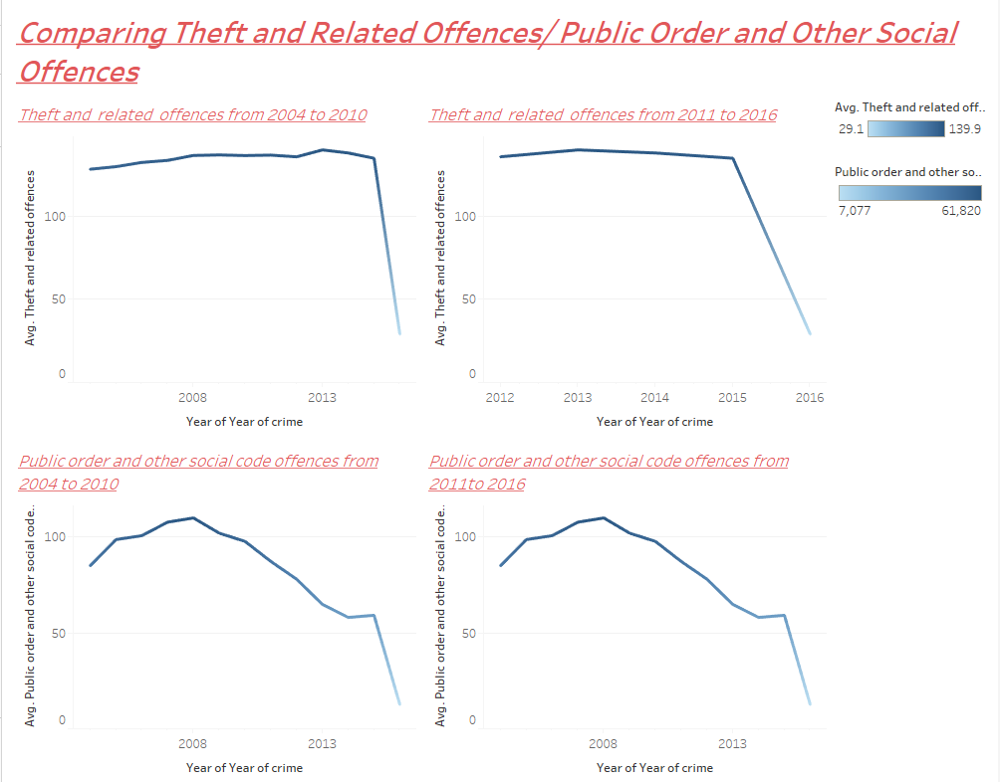 Comparing Theft and Related Offences/ Public Order and Other Social
Offences
Theft and related offences from 2004 to 2010
Theft and related offences from 2011 to 2016
Avg. Theft and related off..
29.1 139.9
Public order and other so..
7,077 61,820
Avg. Theft and related offences
100
50
0
2008 2013
Year of Year of crime
Avg. Theft and related offences
100
50
0
2012 2013 2014 2015 2016
Year of Year of crime
Public order and other social code offences from
2004 to 2010
Avg. Public order and other social code..
100
50
0
2008 2013
Year of Year of crime
Public order and other social code offences from
2011to 2016
Avg. Public order and other social code..
100
50
0
2008 2013
Year of Year of crime